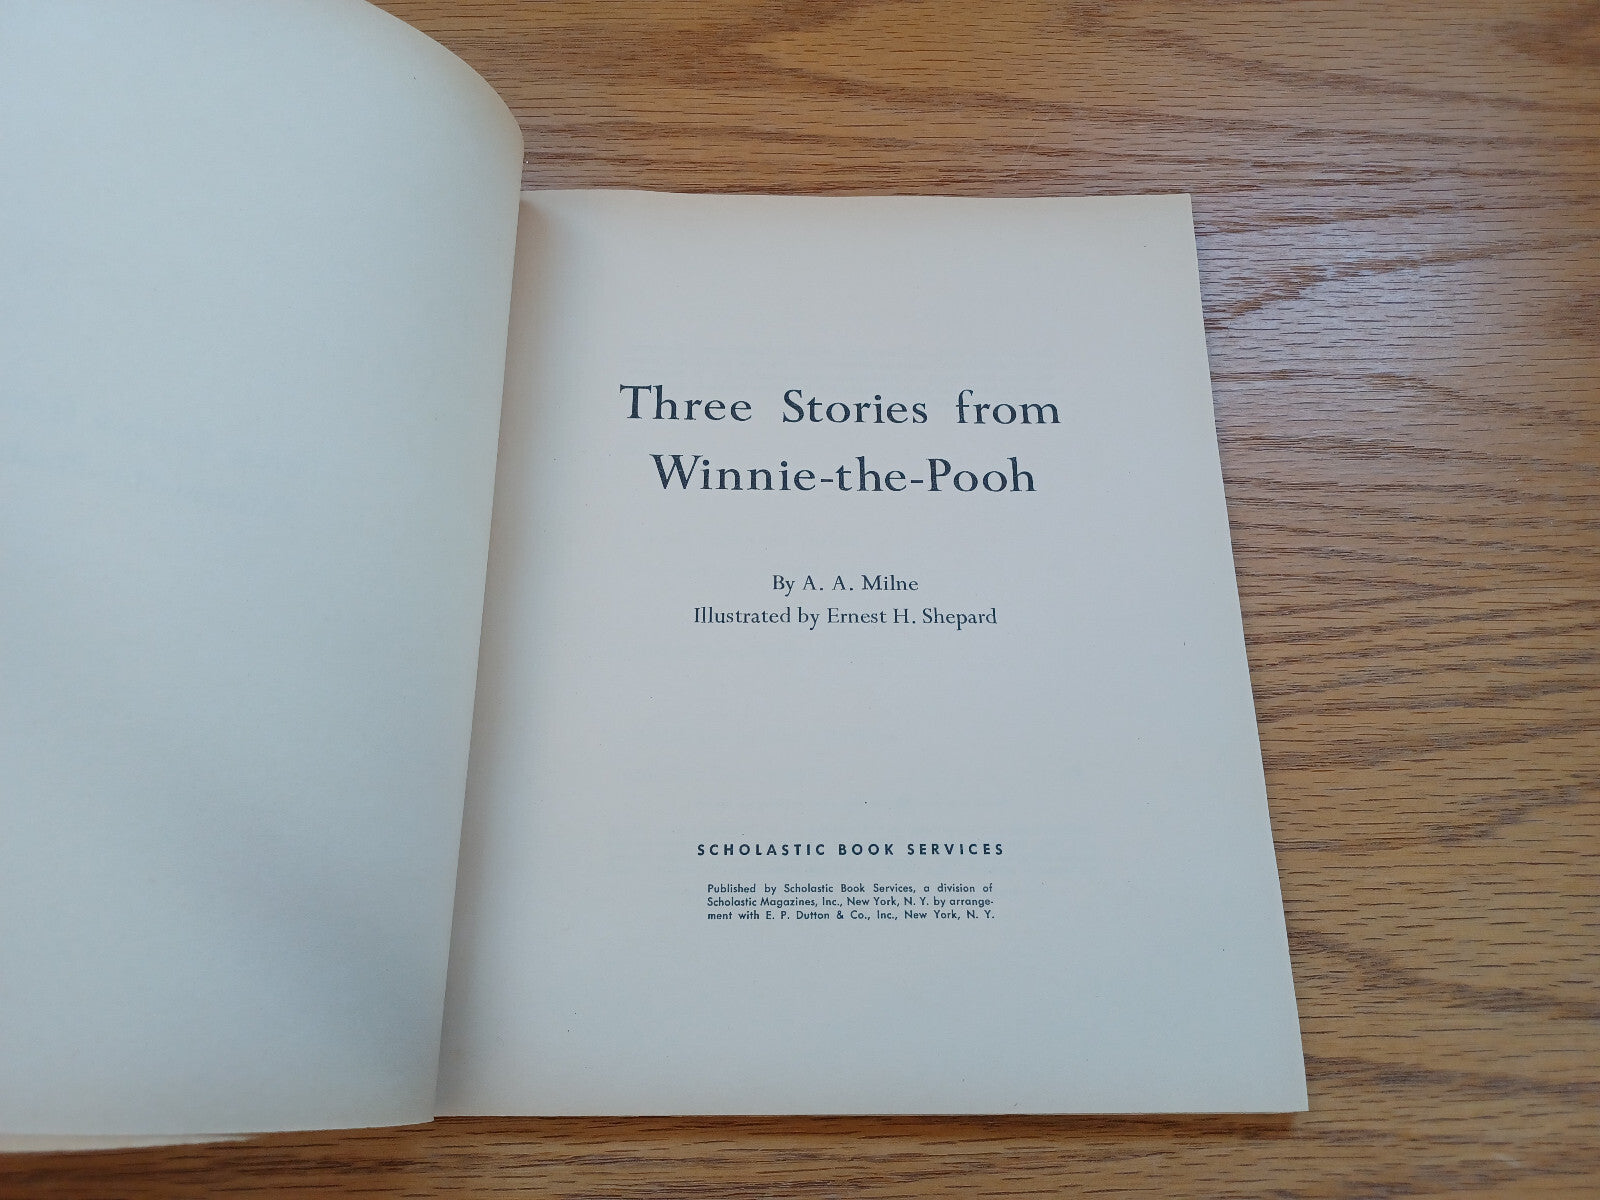 Three Stories from
Winnie-the-Pooh
By A. A. Milne
Illustrated by Ernest H. Shepard
SCHOLASTIC BOOK SERVICES
Published by Scholastic Book Services, a division of
Scholastic Magazines, Inc., New York, N. Y. by arrange-
ment with E. P. Dutton & Co., Inc., New York, N. Y.